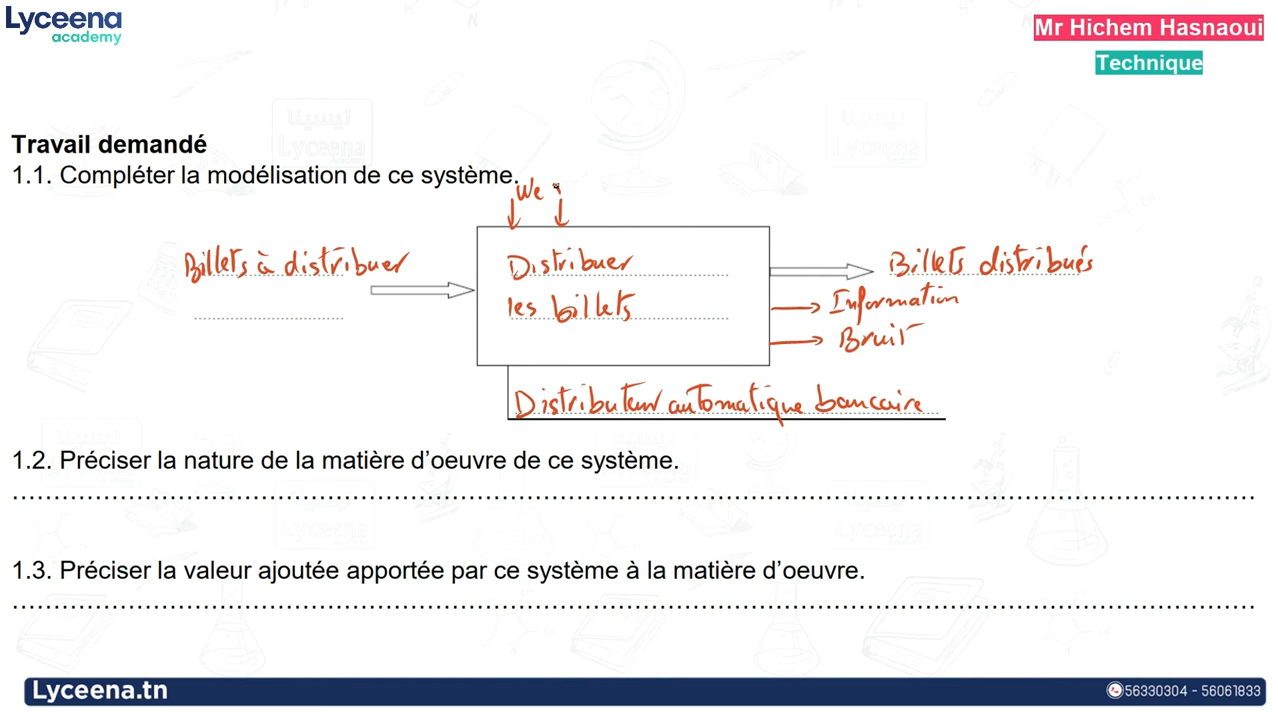 Lyceena
academy
Mr Hichem Hasnaoui
Technique
Travail demandé
1.1. Compléter la modélisation de ce système.
We
Billets à distribuer
Distribuer
les billets
Billets distribués
Information
Bruit
Distributeur automatique bancaire
1.2. Préciser la nature de la matière d'oeuvre de ce système.
1.3. Préciser la valeur ajoutée apportée par ce système à la matière d'oeuvre.
Lyceena.tn
56330304 - 56061833